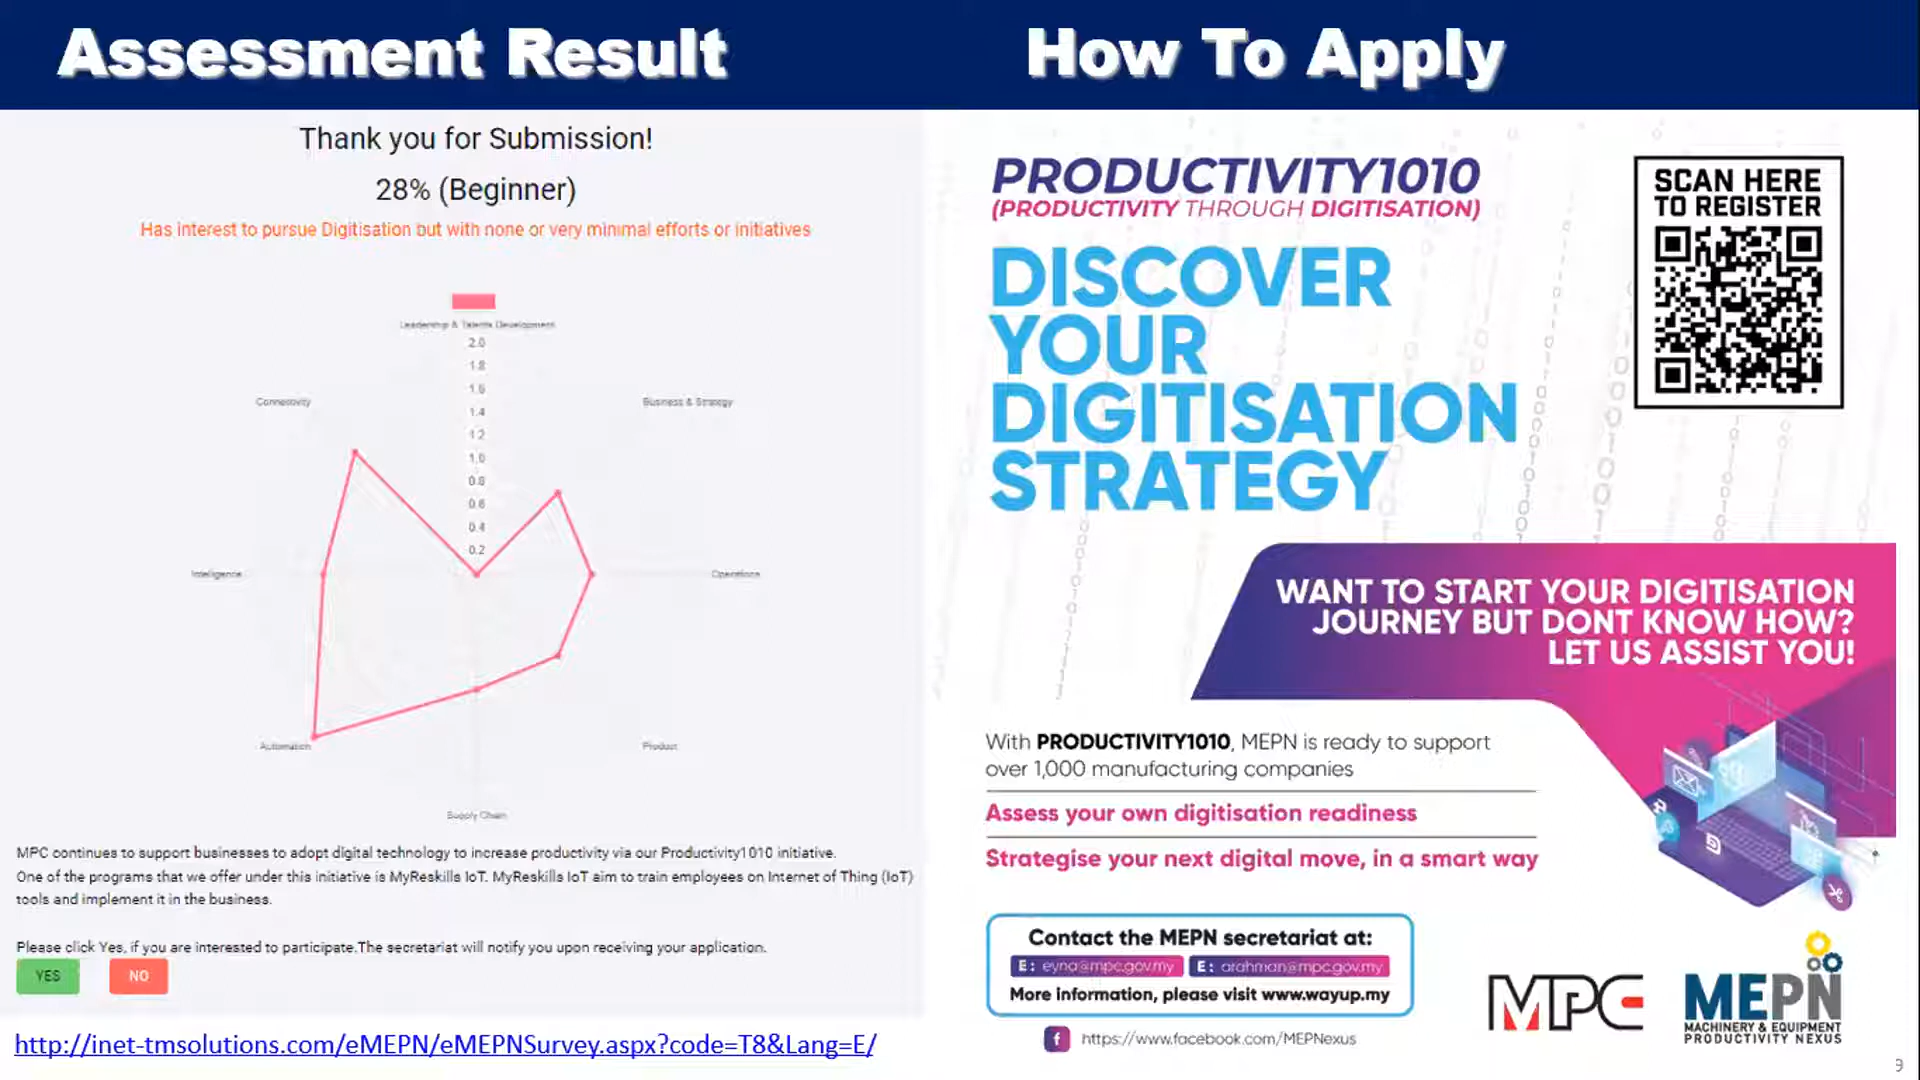 Assessment Result
How To Apply
Thank you for Submission!
28% (Beginner)
Has interest to pursue Digitisation but with none or very minimal efforts or initiatives
Leadership & Talents Development
2.0
1.8
1.6
1.4
1.2
1.0
0.8
0.6
0.4
0.2
Connectivity
Business & Strategy
Intelligence
Operations
Automation
Product
Supply Chain
MPC continues to support businesses to adopt digital technology to increase productivity via our Productivity1010 initiative.
One of the programs that we offer under this initiative is MyReskills IoT. MyReskills IoT aim to train employees on Internet of Thing (IoT)
tools and implement it in the business.
Please click Yes, if you are interested to participate.The secretariat will notify you upon receiving your application.
YES
NO
http://inet-tmsolutions.com/eMEPN/eMEPNSurvey.aspx?code=T8&Lang=E/
PRODUCTIVITY1010
(PRODUCTIVITY THROUGH DIGITISATION)
SCAN HERE
TO REGISTER
DISCOVER
YOUR
DIGITISATION
STRATEGY
WANT TO START YOUR DIGITISATION
JOURNEY BUT DONT KNOW HOW?
LET US ASSIST YOU!
With PRODUCTIVITY1010, MEPN is ready to support
over 1,000 manufacturing companies
Assess your own digitisation readiness
Strategise your next digital move, in a smart way
Contact the MEPN secretariat at:
E: eyna@mpc.gov.my E: arahman@mpc.gov.my
More information, please visit www.wayup.my
https://www.facebook.com/MEPNexus
MPC
MEPN
MACHINERY & EQUIPMENT
PRODUCTIVITY NEXUS
9